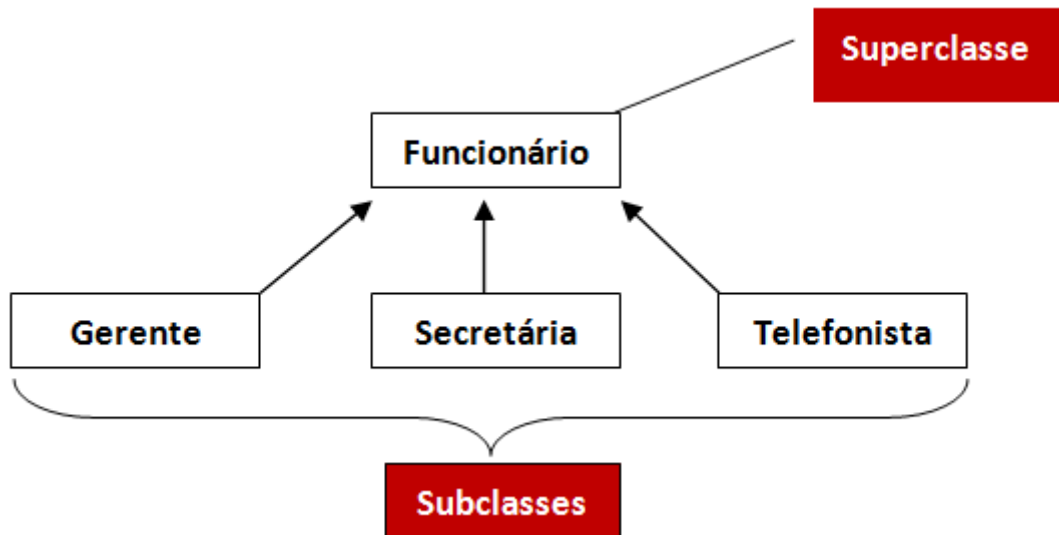 Superclasse
Funcionário
Gerente
Secretária
Telefonista
Subclasses